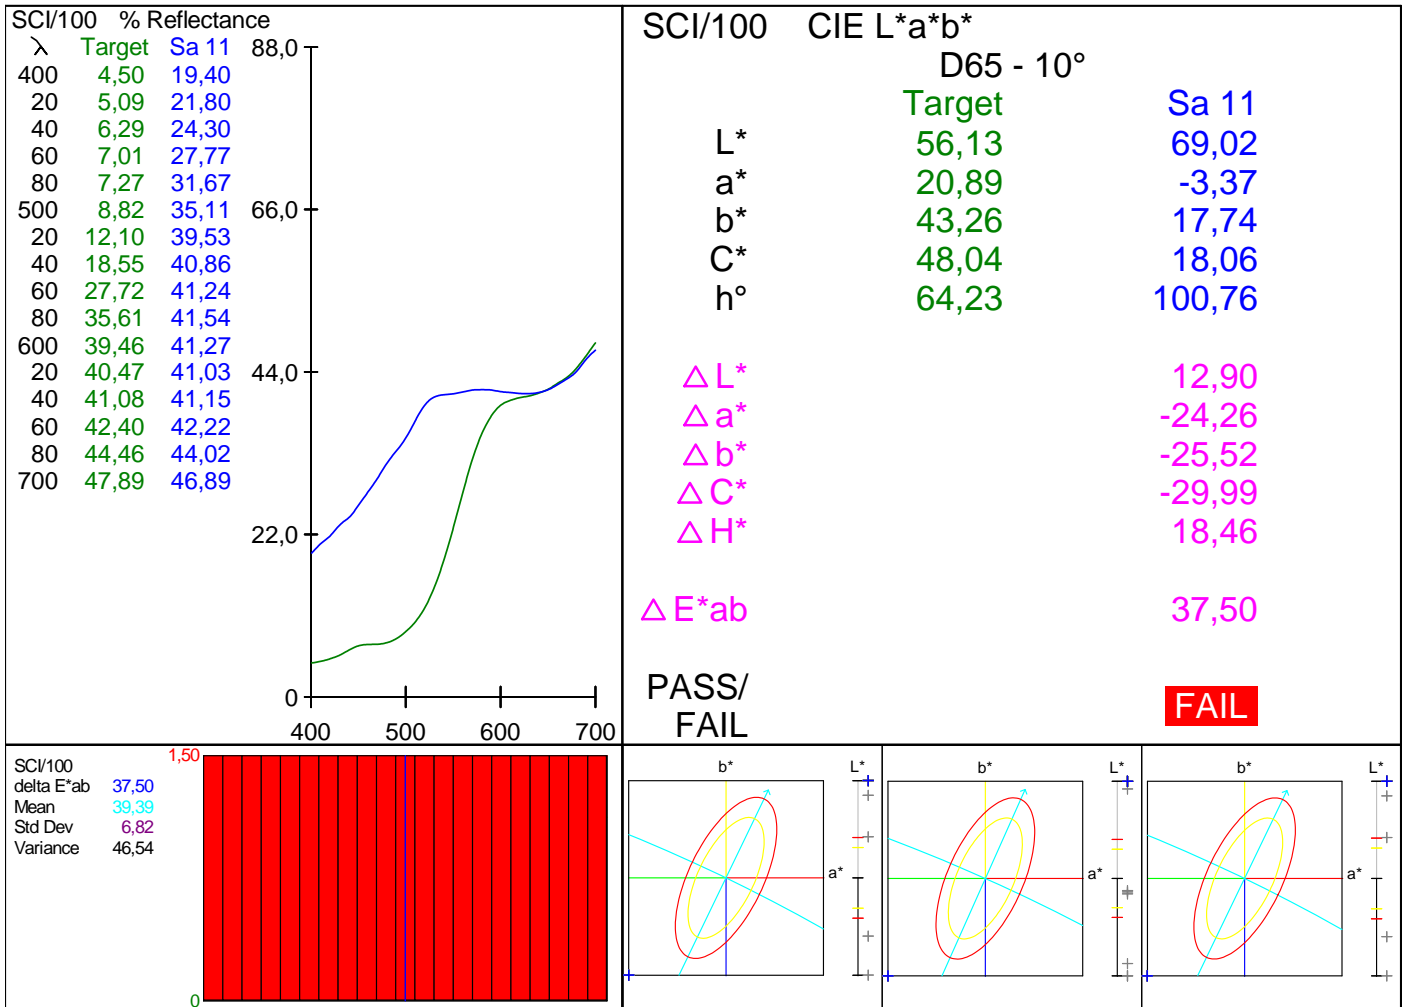 SCI/100 % Reflectance
λ Target Sa 11
400 4,50 19,40
20 5,09 21,80
40 6,29 24,30
60 7,01 27,77
80 7,27 31,67
500 8,82 35,11
20 12,10 39,53
40 18,55 40,86
60 27,72 41,24
80 35,61 41,54
600 39,46 41,27
20 40,47 41,03
40 41,08 41,15
60 42,40 42,22
80 44,46 44,02
700 47,89 46,89
88,0
66,0
44,0
22,0
0
400 500 600 700
SCI/100 CIE L*a*b*
D65 - 10°
Target Sa 11
L* 56,13 69,02
a* 20,89 -3,37
b* 43,26 17,74
C* 48,04 18,06
h° 64,23 100,76
△ L* 12,90
△ a* -24,26
△ b* -25,52
△ C* -29,99
△ H* 18,46
△ E*ab 37,50
PASS/
FAIL
FAIL
SCI/100
delta E*ab 37,50
Mean 39,39
Std Dev 6,82
Variance 46,54
1,50
0
b* L*
a*
b* L*
a*
b* L*
a*